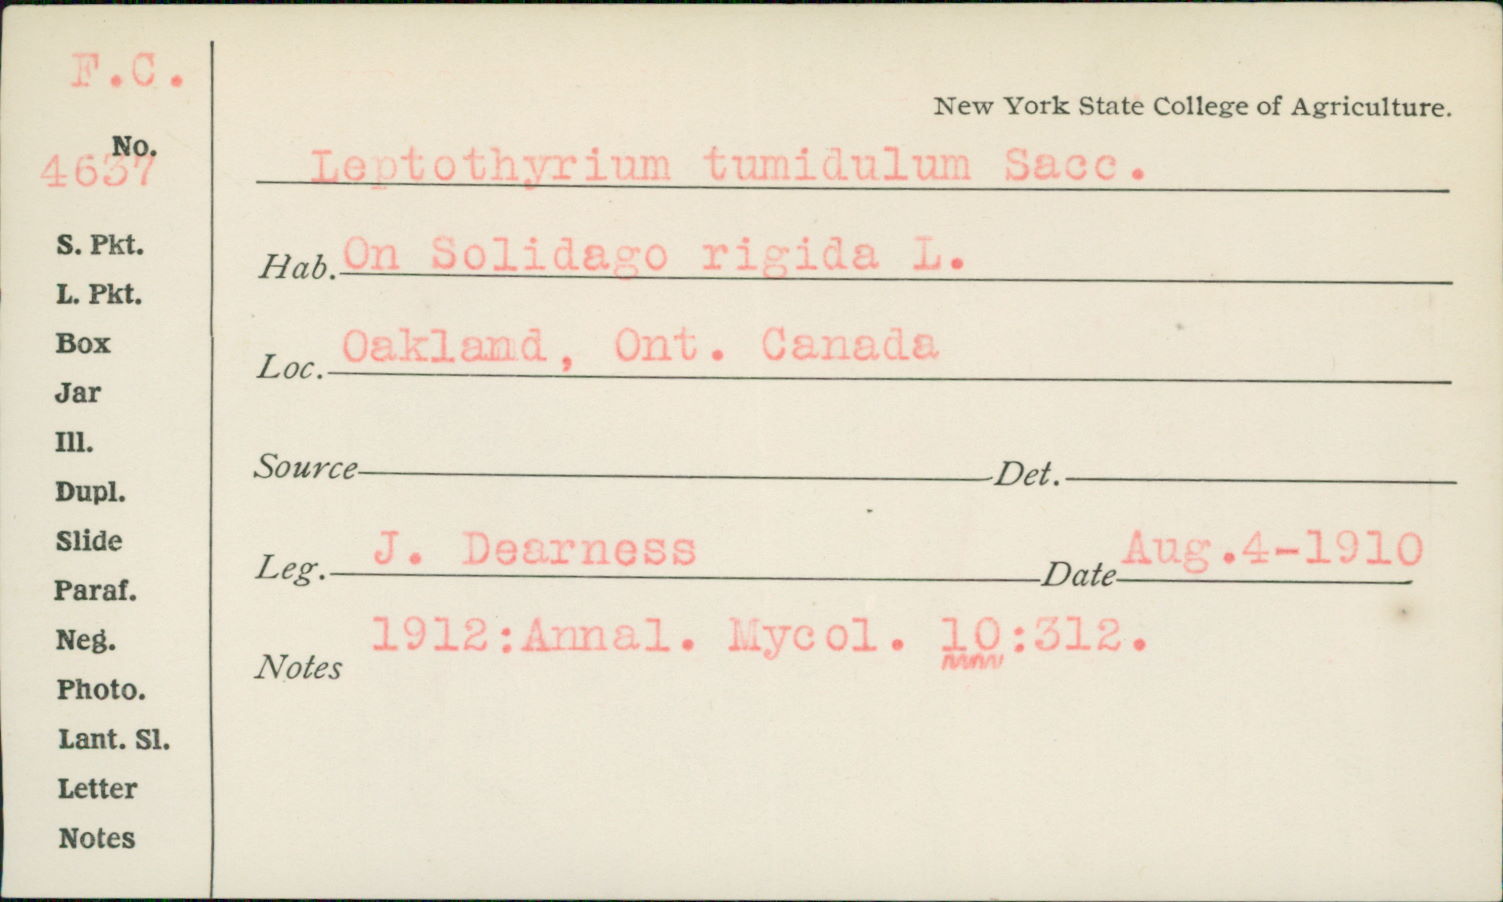 F.C.
New York State College of Agriculture.
No.
4637
Leptothyrium tumidulum Sacc.
S. Pkt.
Hab. On Solidago rigida L.
L. Pkt.
Box
Loc. Oakland, Ont. Canada
Jar
Ill.
Source Det.
Dupl.
Slide
Leg. J. Dearness Date Aug.4-1910
Paraf.
Neg.
Notes 1912:Annal. Mycol. 10:312.
Photo.
Lant. Sl.
Letter
Notes